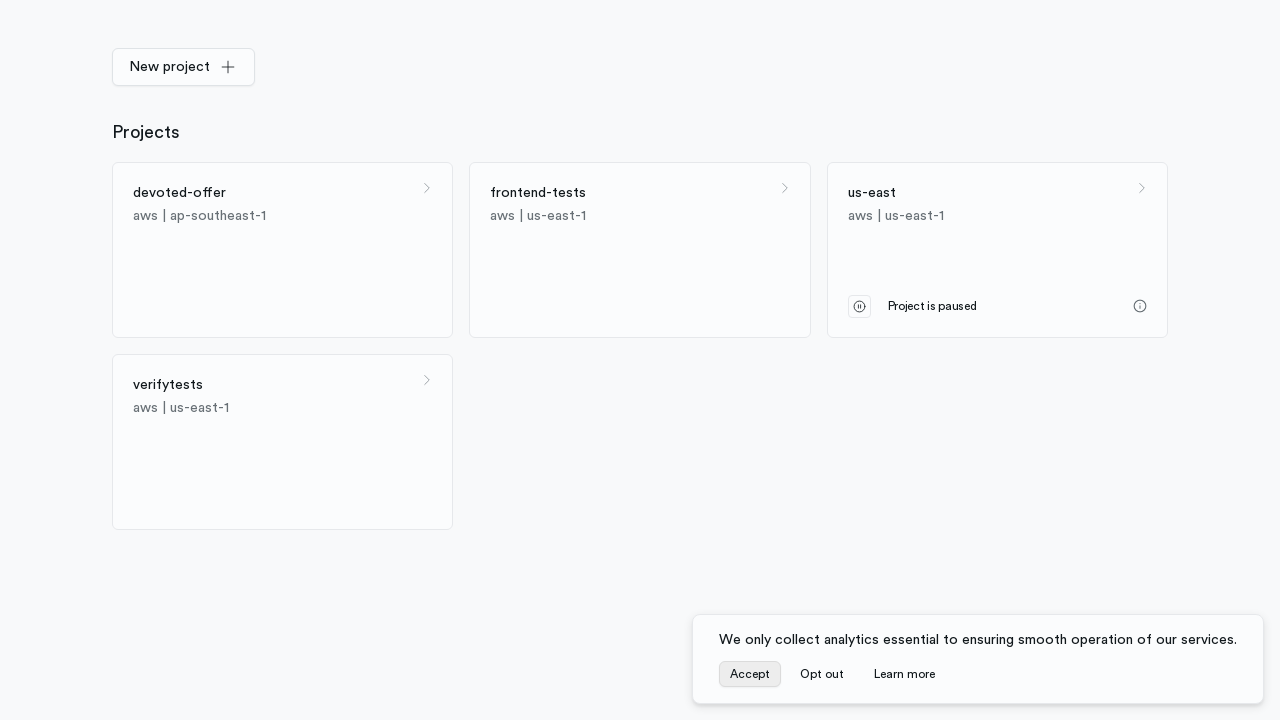 New project
Projects
devoted-offer
aws | ap-southeast-1
frontend-tests
aws | us-east-1
us-east
aws | us-east-1
Project is paused
verifytests
aws | us-east-1
We only collect analytics essential to ensuring smooth operation of our services.
Accept
Opt out
Learn more